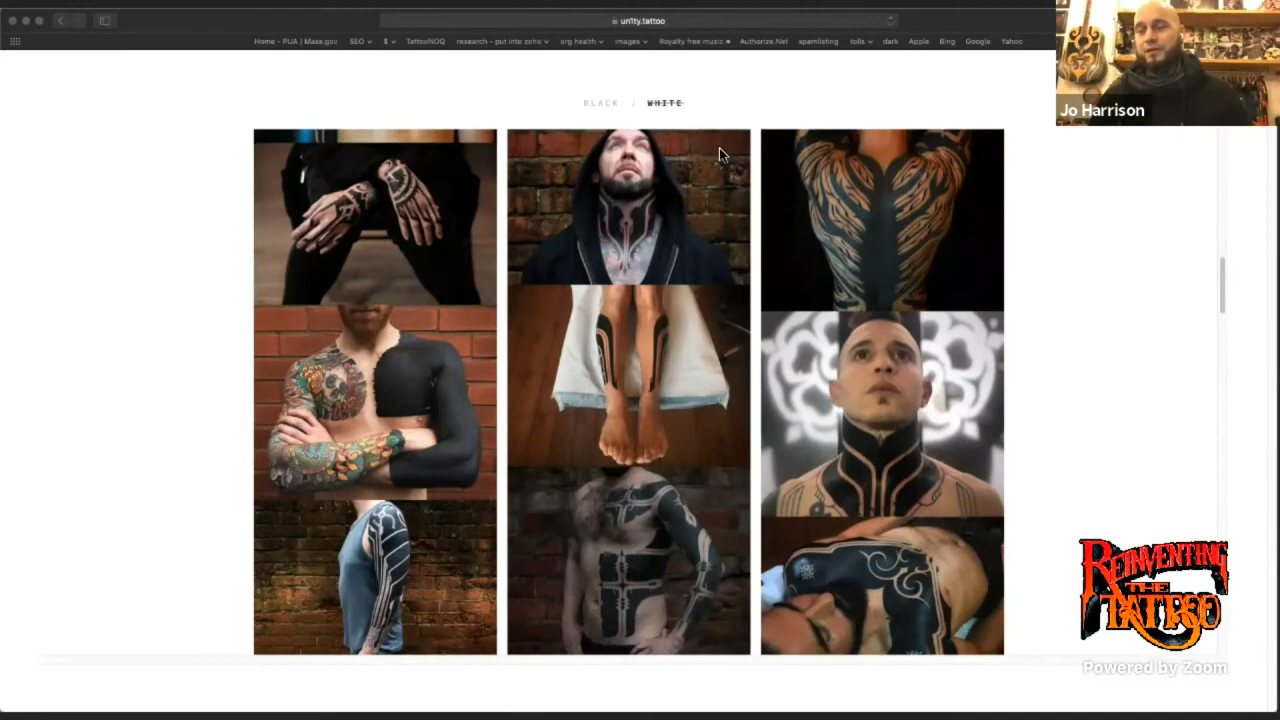 un1ty.tattoo
Home - PUA | Mass.gov SEO $ TattooNOQ research - put into zoho org health images Royalty free music Authorize.Net spamlisting tolls dark Apple Bing Google Yahoo
BLACK / WHITE
Jo Harrison
REINVENTING
THE
TATTOO
Powered by Zoom